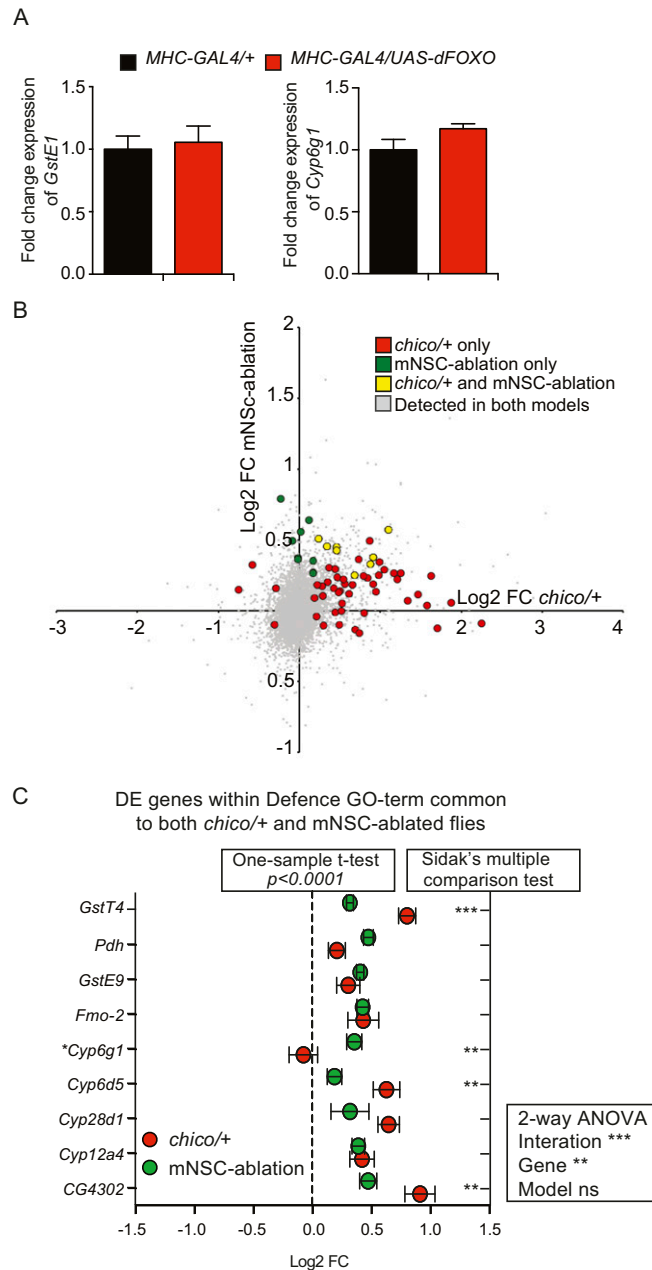 A
MHC-GAL4/+ MHC-GAL4/UAS-dFOXO
Fold change expression
of GstE1
1.5
1.0
0.5
0.0
Fold change expression
of Cyp6g1
1.5
1.0
0.5
0.0
B
Log2 FC mNSc-ablation
2
1.5
1
0.5
0
0.5
-1
chico/+ only
mNSC-ablation only
chico/+ and mNSC-ablation
Detected in both models
Log2 FC chico/+
-3 -2 -1 0 1 2 3 4
C
DE genes within Defence GO-term common
to both chico/+ and mNSC-ablated flies
One-sample t-test
p<0.0001
Sidak's multiple
comparison test
GstT4 ***
Pdh
GstE9
Fmo-2
*Cyp6g1 **
Cyp6d5 **
Cyp28d1
Cyp12a4
CG4302 **
chico/+
mNSC-ablation
2-way ANOVA
Interation ***
Gene **
Model ns
-1.5 -1.0 -0.5 0.0 0.5 1.0 1.5
Log2 FC